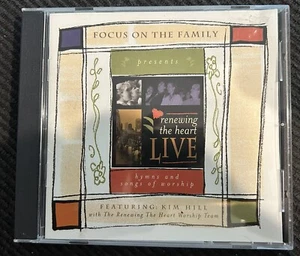 FOCUS ON THE FAMILY
presents
renewing
the heart
LIVE
hymns and
songs of worship
FEATURING: KIM HILL
with The Renewing The Heart Worship Team